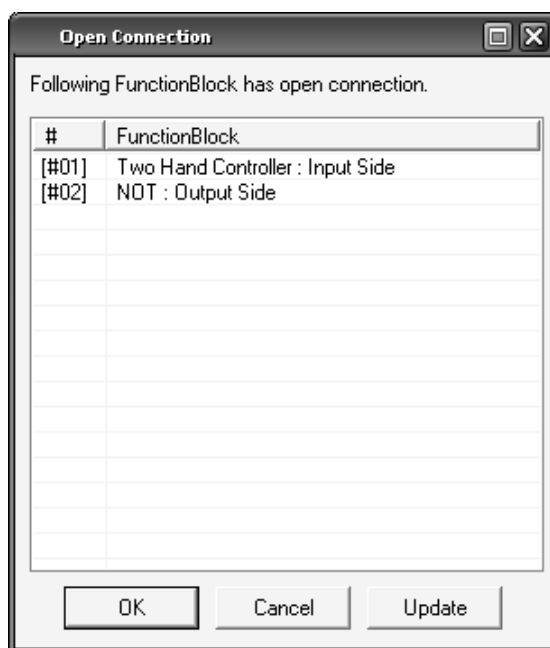 Open Connection
Following FunctionBlock has open connection.
# FunctionBlock
[#01] Two Hand Controller : Input Side
[#02] NOT : Output Side
OK Cancel Update